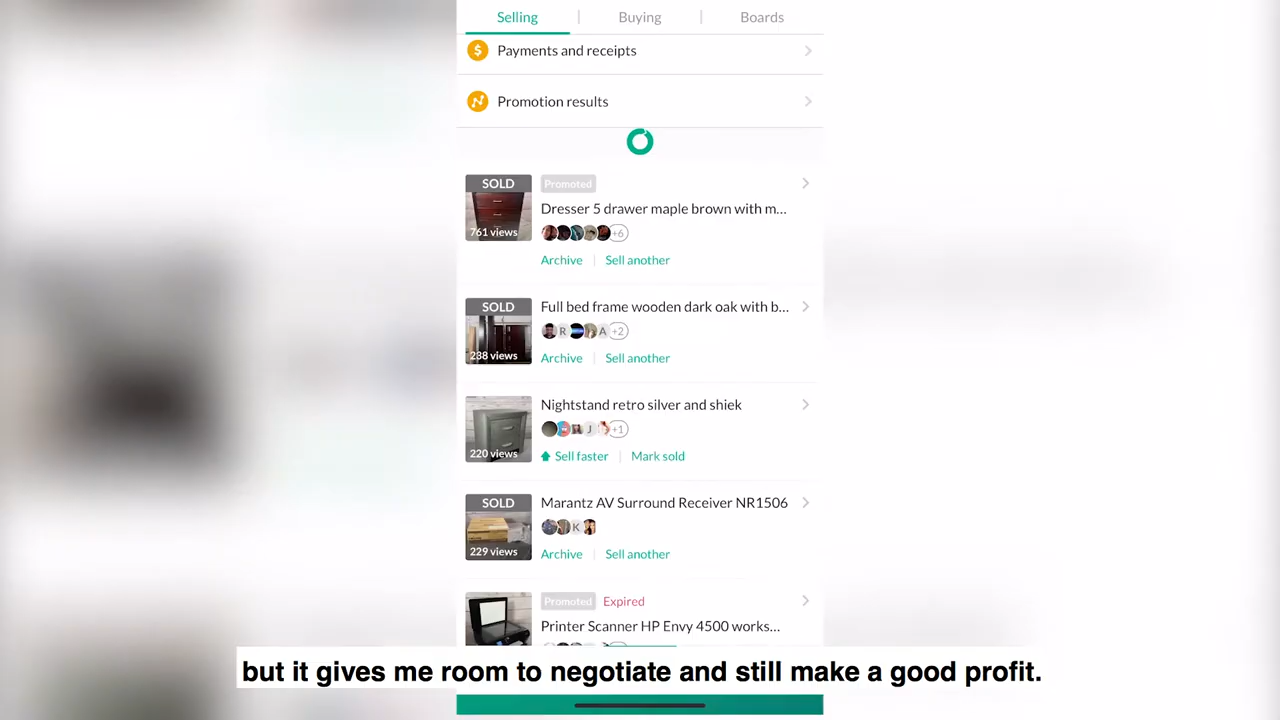 Selling
Buying
Boards
Payments and receipts
Promotion results
SOLD
761 views
Promoted
Dresser 5 drawer maple brown with m...
+6
Archive
Sell another
SOLD
238 views
Full bed frame wooden dark oak with b...
R
A
+2
Archive
Sell another
220 views
Nightstand retro silver and shiek
J
+1
Sell faster
Mark sold
SOLD
229 views
Marantz AV Surround Receiver NR1506
K
Archive
Sell another
Promoted
Expired
Printer Scanner HP Envy 4500 works...
but it gives me room to negotiate and still make a good profit.